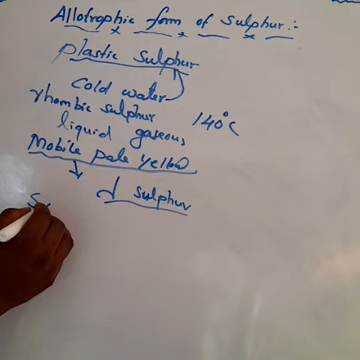 Allotrophic form of sulphur:-
plastic sulphur
Cold water
rhombic sulphur 140°C
liquid gaseous
Mobile pale yellow
↓ sulphur
S